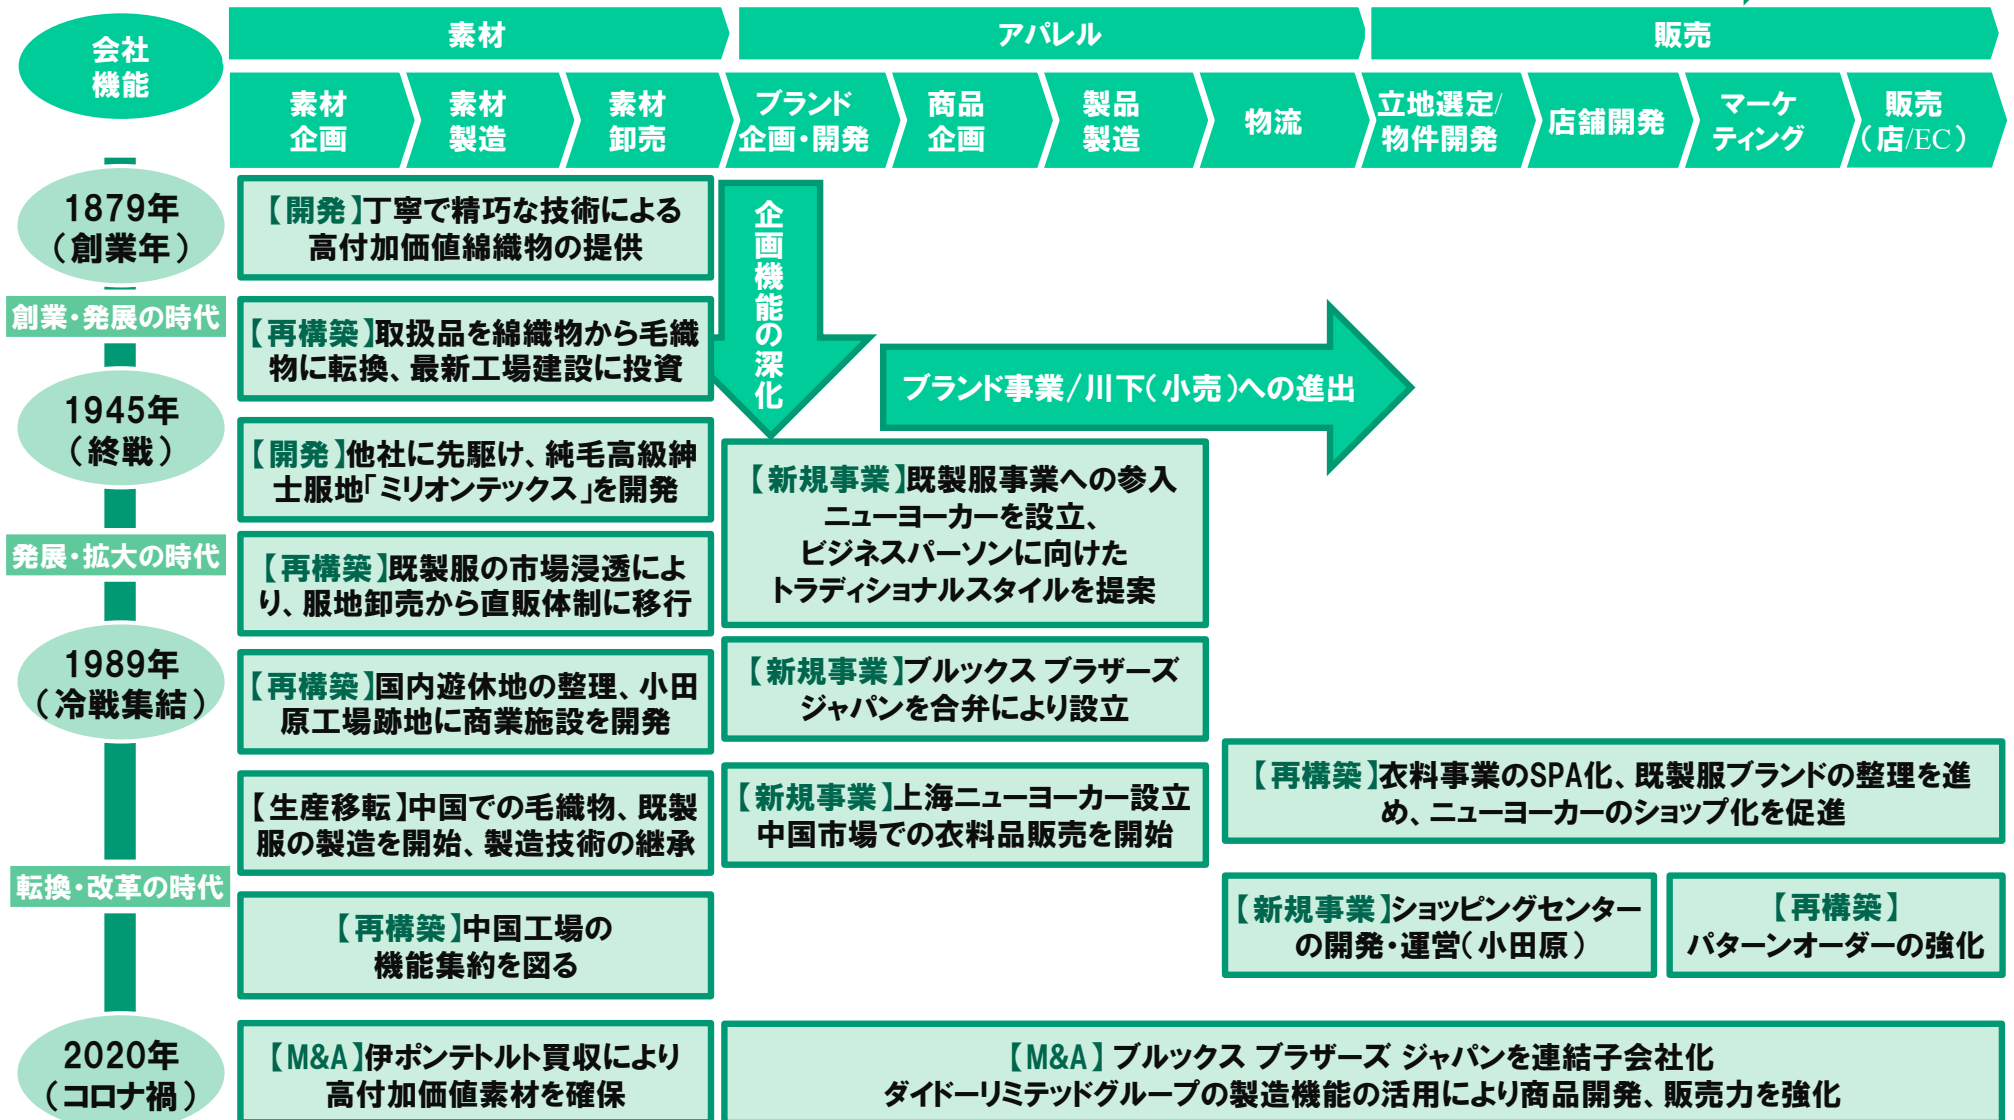 会社
機能
素材
アパレル
販売
素材
企画
素材
製造
素材
卸売
ブランド
企画・開発
商品
企画
製品
製造
物流
立地選定/
物件開発
店舗開発
マーケ
ティング
販売
（店/EC）
1879年
（創業年）
創業・発展の時代
1945年
（終戦）
発展・拡大の時代
1989年
（冷戦集結）
転換・改革の時代
2020年
（コロナ禍）
【開発】丁寧で精巧な技術による
高付加価値綿織物の提供
【再構築】取扱品を綿織物から毛織
物に転換、最新工場建設に投資
【開発】他社に先駆け、純毛高級紳
士服地「ミリオンテックス」を開発
【再構築】既製服の市場浸透によ
り、服地卸売から直販体制に移行
【再構築】国内遊休地の整理、小田
原工場跡地に商業施設を開発
【生産移転】中国での毛織物、既製
服の製造を開始、製造技術の継承
【再構築】中国工場の
機能集約を図る
【M&A】伊ポンテトルト買収により
高付加価値素材を確保
企画機能の深化
ブランド事業/川下（小売）への進出
【新規事業】既製服事業への参入
ニューヨーカーを設立、
ビジネスパーソンに向けた
トラディショナルスタイルを提案
【新規事業】ブルックス ブラザーズ
ジャパンを合弁により設立
【新規事業】上海ニューヨーカー設立
中国市場での衣料品販売を開始
【再構築】衣料事業のSPA化、既製服ブランドの整理を進
め、ニューヨーカーのショップ化を促進
【新規事業】ショッピングセンター
の開発・運営（小田原）
【再構築】
パターンオーダーの強化
【M&A】ブルックス ブラザーズ ジャパンを連結子会社化
ダイドーリミテッドグループの製造機能の活用により商品開発、販売力を強化